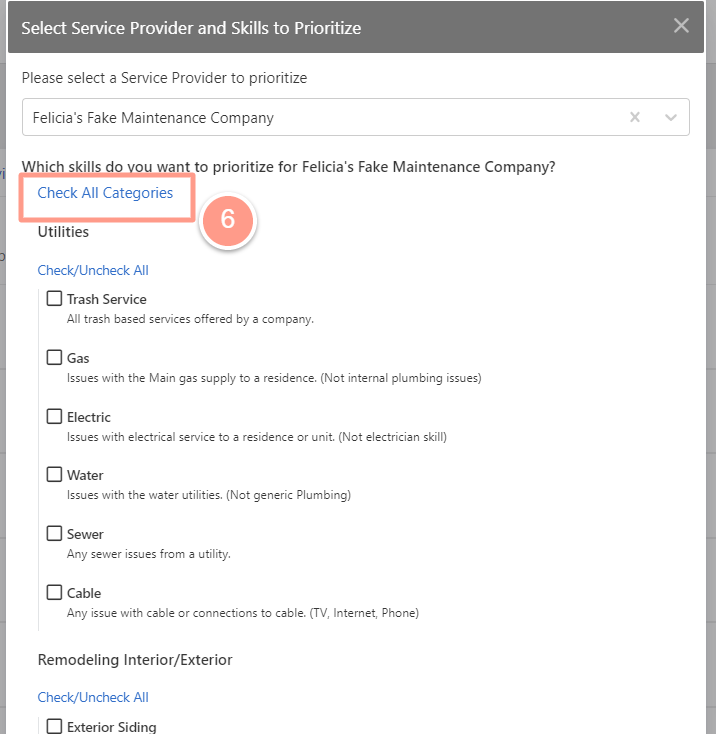 Select Service Provider and Skills to Prioritize
Please select a Service Provider to prioritize
Felicia's Fake Maintenance Company
Which skills do you want to prioritize for Felicia's Fake Maintenance Company?
Check All Categories
6
Utilities
Check/Uncheck All
Trash Service
All trash based services offered by a company.
Gas
Issues with the Main gas supply to a residence. (Not internal plumbing issues)
Electric
Issues with electrical service to a residence or unit. (Not electrician skill)
Water
Issues with the water utilities. (Not generic Plumbing)
Sewer
Any sewer issues from a utility.
Cable
Any issue with cable or connections to cable. (TV, Internet, Phone)
Remodeling Interior/Exterior
Check/Uncheck All
Exterior Siding